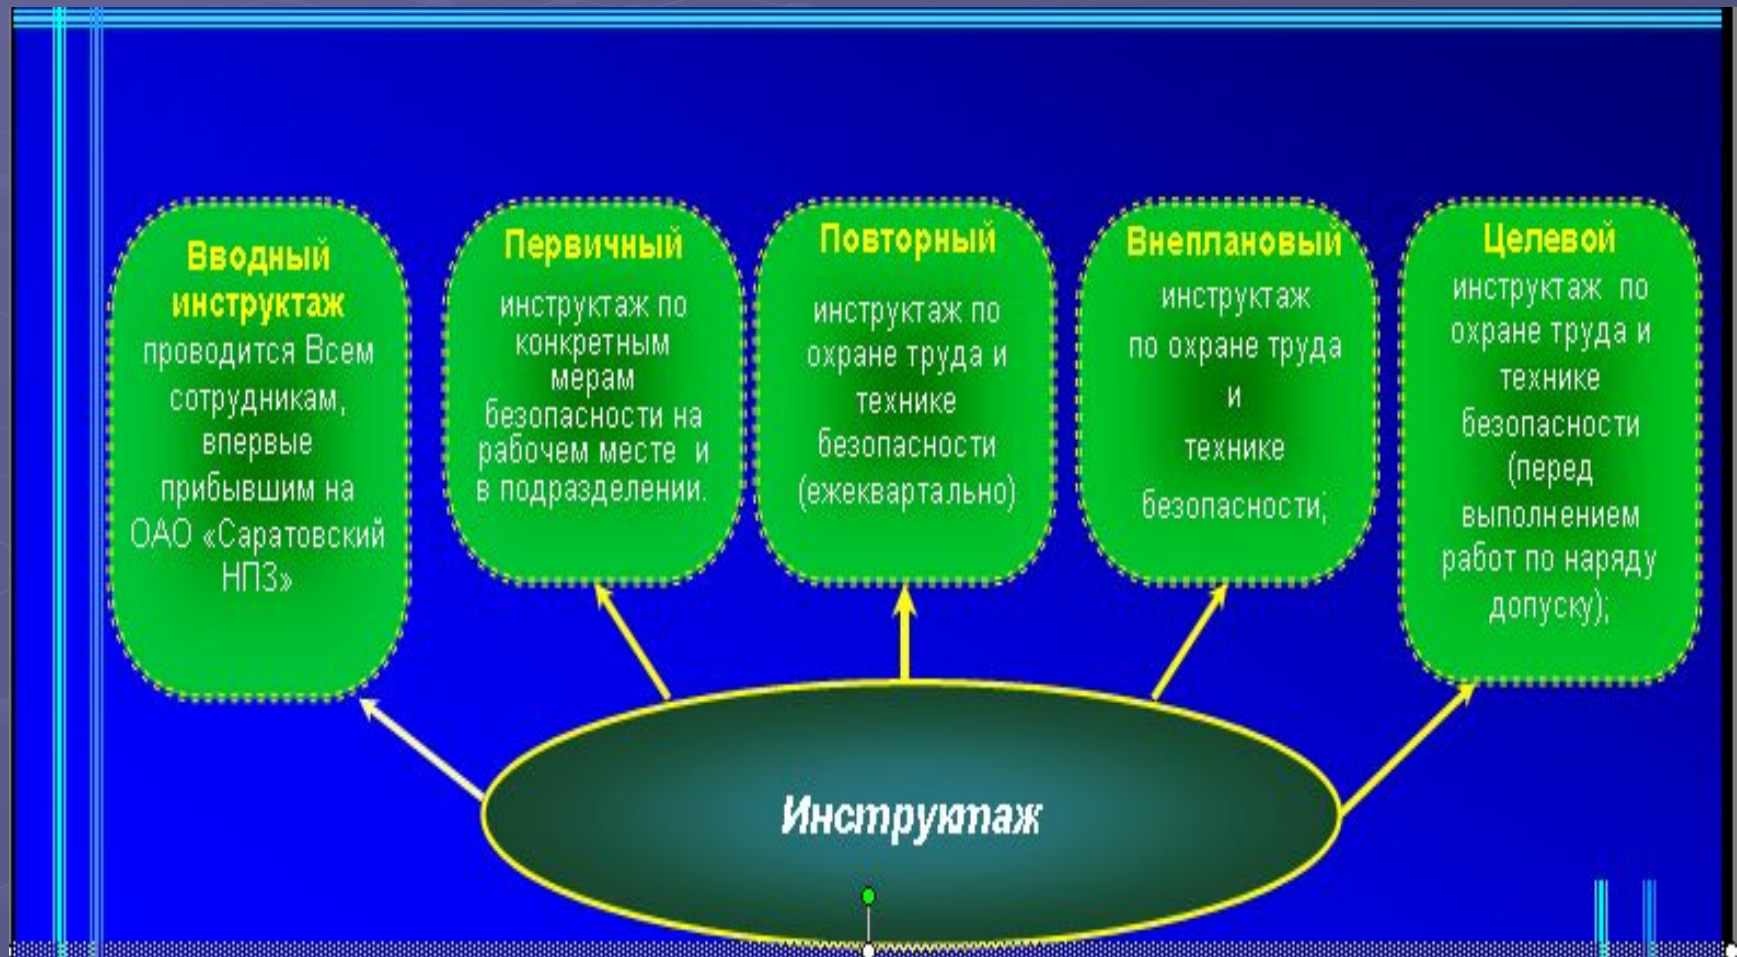 Вводный
инструктаж
проводится Всем
сотрудникам,
впервые
прибывшим на
ОАО «Саратовский
НПЗ»
Первичный
инструктаж по
конкретным
мерам
безопасности на
рабочем месте и
в подразделении.
Повторный
инструктаж по
охране труда и
технике
безопасности
(ежеквартально)
Внеплановый
инструктаж
по охране труда
и
технике
безопасности;
Целевой
инструктаж по
охране труда и
технике
безопасности
(перед
выполнением
работ по наряду
допуску);
Инструктаж